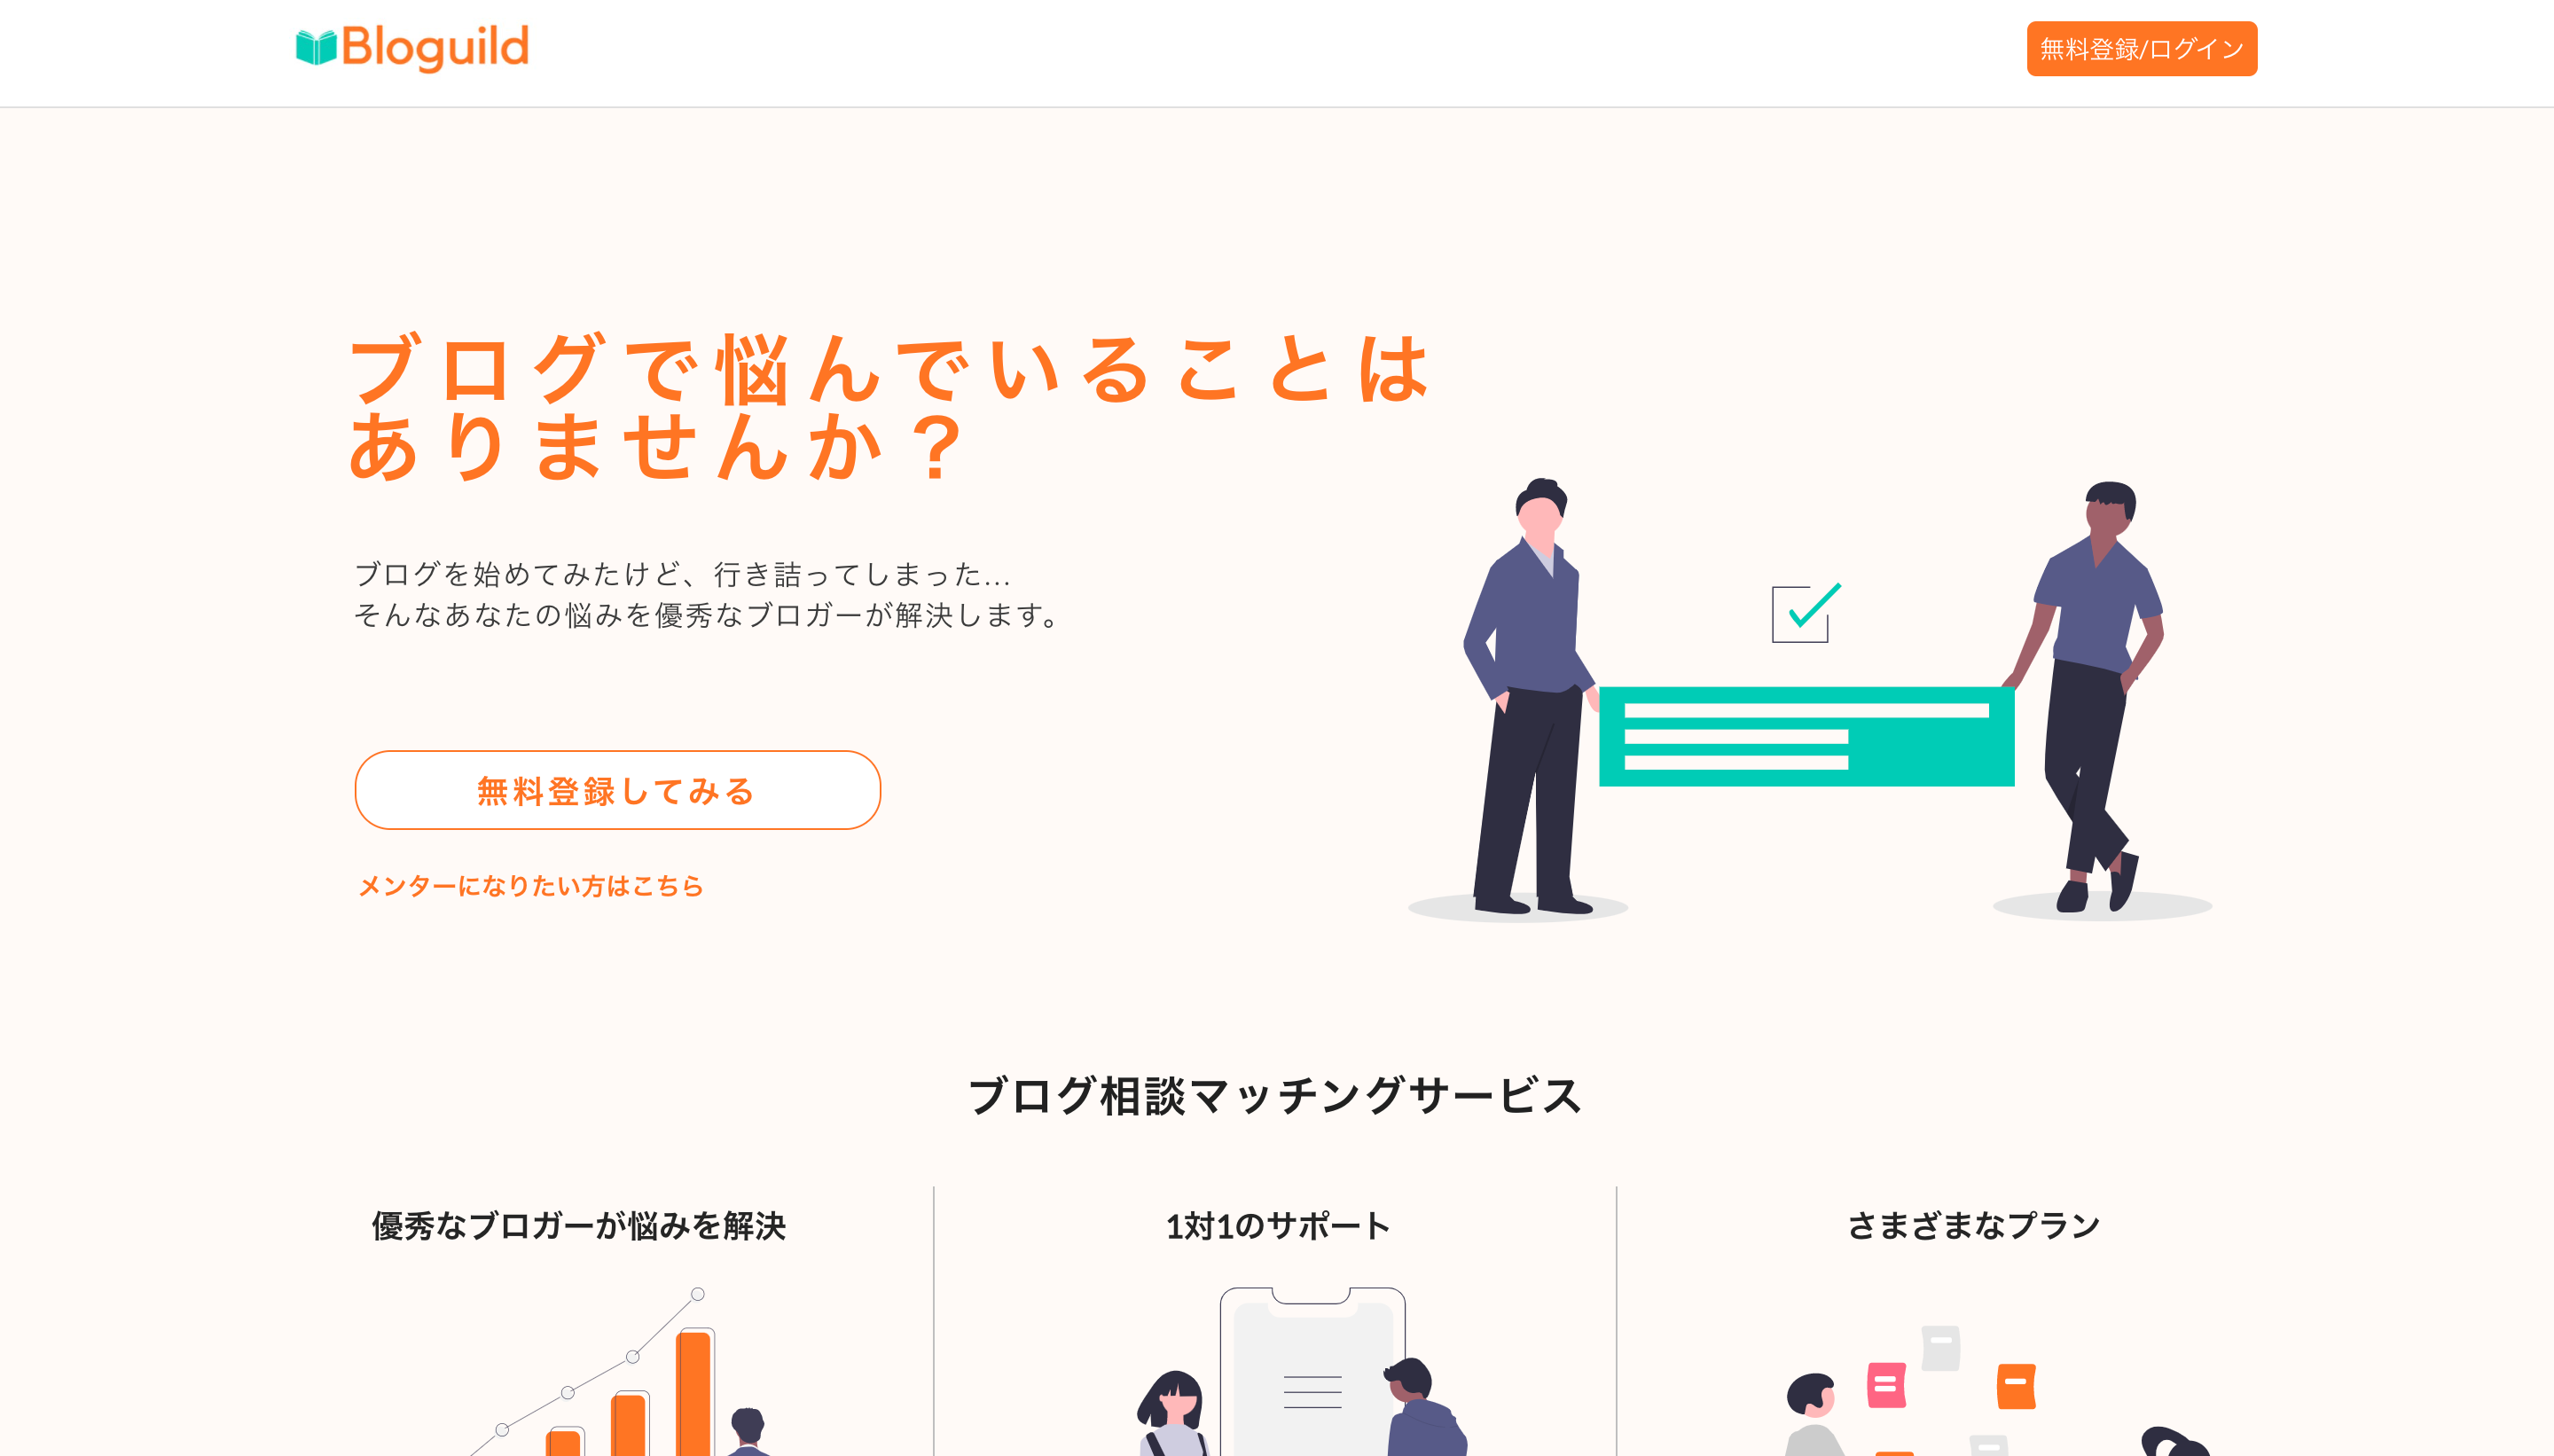 Bloguild
無料登録/ログイン
ブログで悩んでいることは
ありませんか？
ブログを始めてみたけど、行き詰ってしまった...
そんなあなたの悩みを優秀なブロガーが解決します。
無料登録してみる
メンターになりたい方はこちら
ブログ相談マッチングサービス
優秀なブロガーが悩みを解決
1対1のサポート
さまざまなプラン